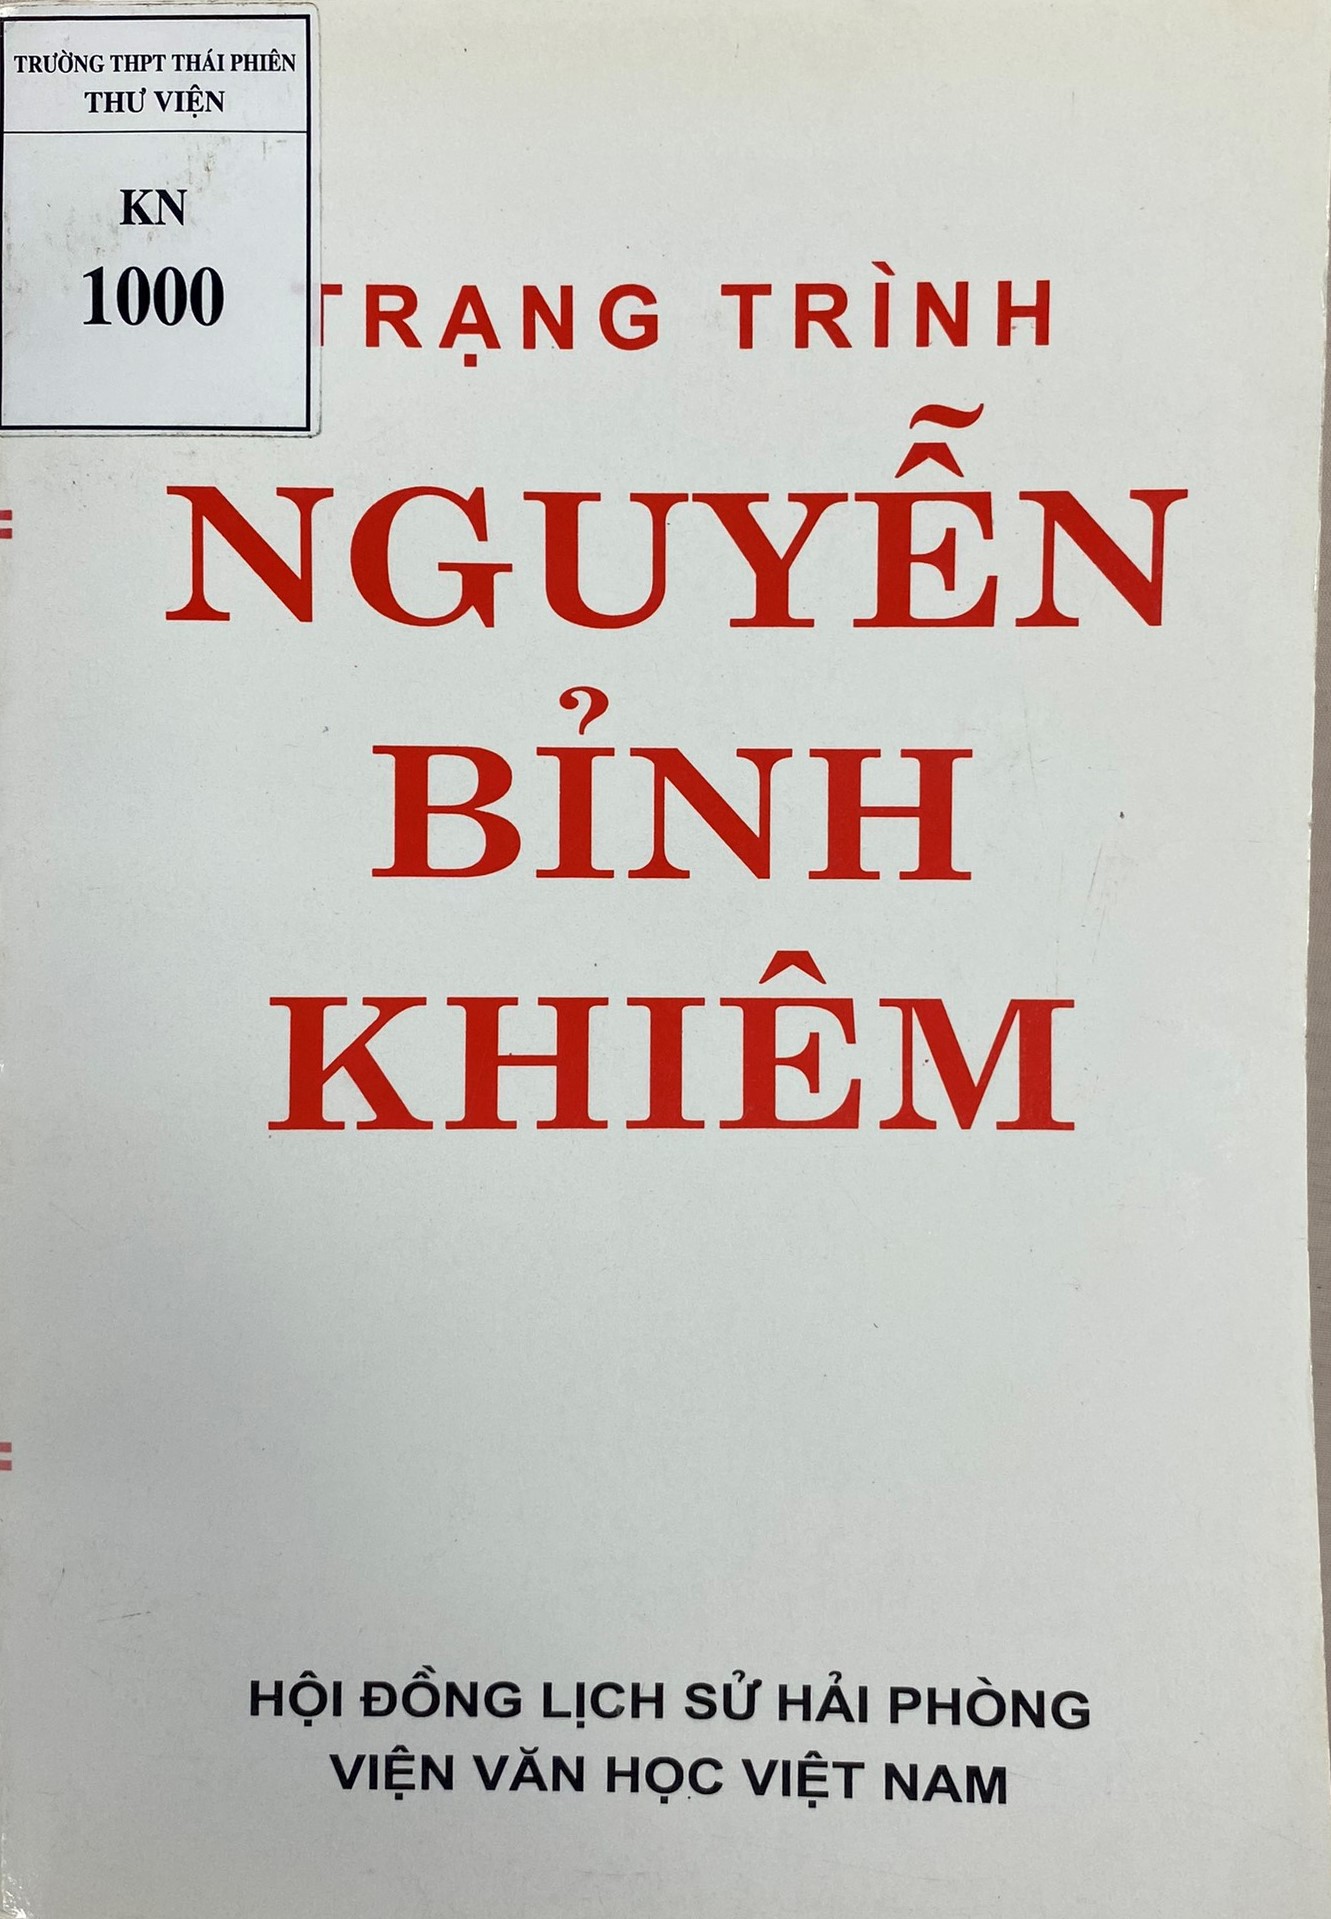 TRƯỜNG THPT THÁI PHIÊN
THƯ VIỆN
KN
1000
TRẠNG TRÌNH
NGUYỄN
BỈNH
KHIÊM
HỘI ĐỒNG LỊCH SỬ HẢI PHÒNG
VIỆN VĂN HỌC VIỆT NAM